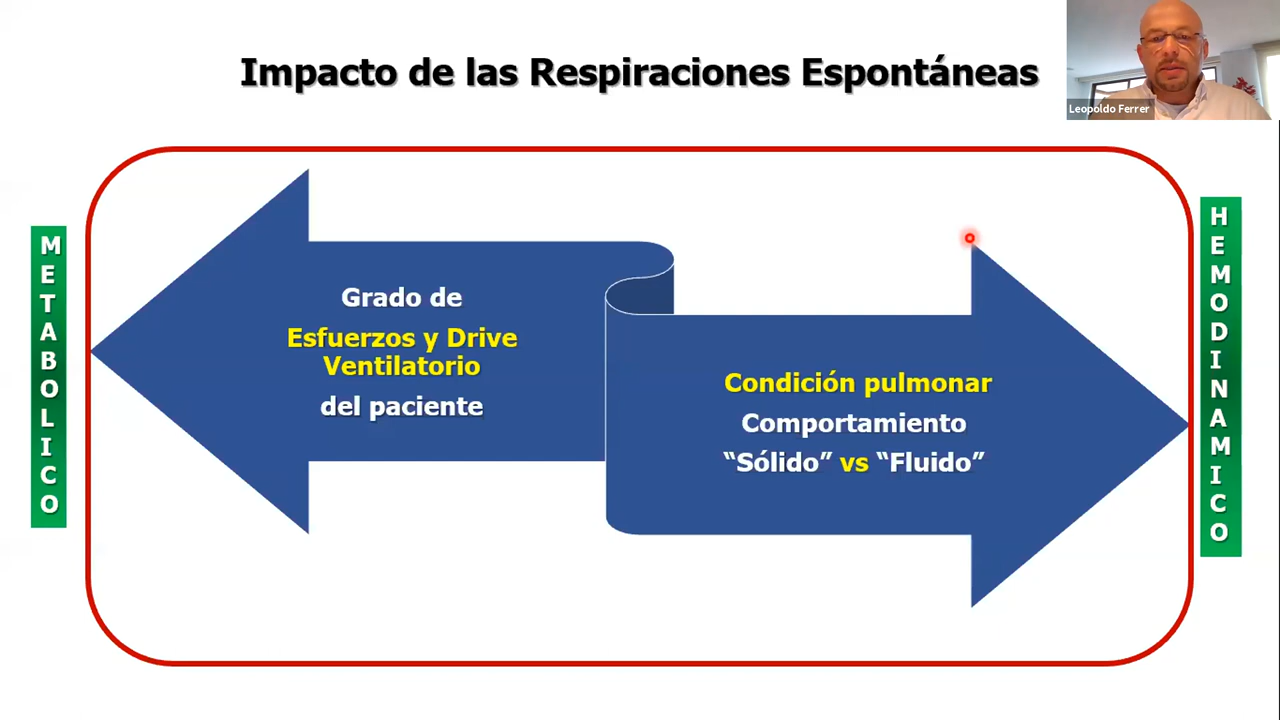 Impacto de las Respiraciones Espontáneas
Leopoldo Ferrer
METABOLICO
Grado de
Esfuerzos y Drive
Ventilatorio
del paciente
Condición pulmonar
Comportamiento
“Sólido” vs “Fluido”
HEMODINAMICO